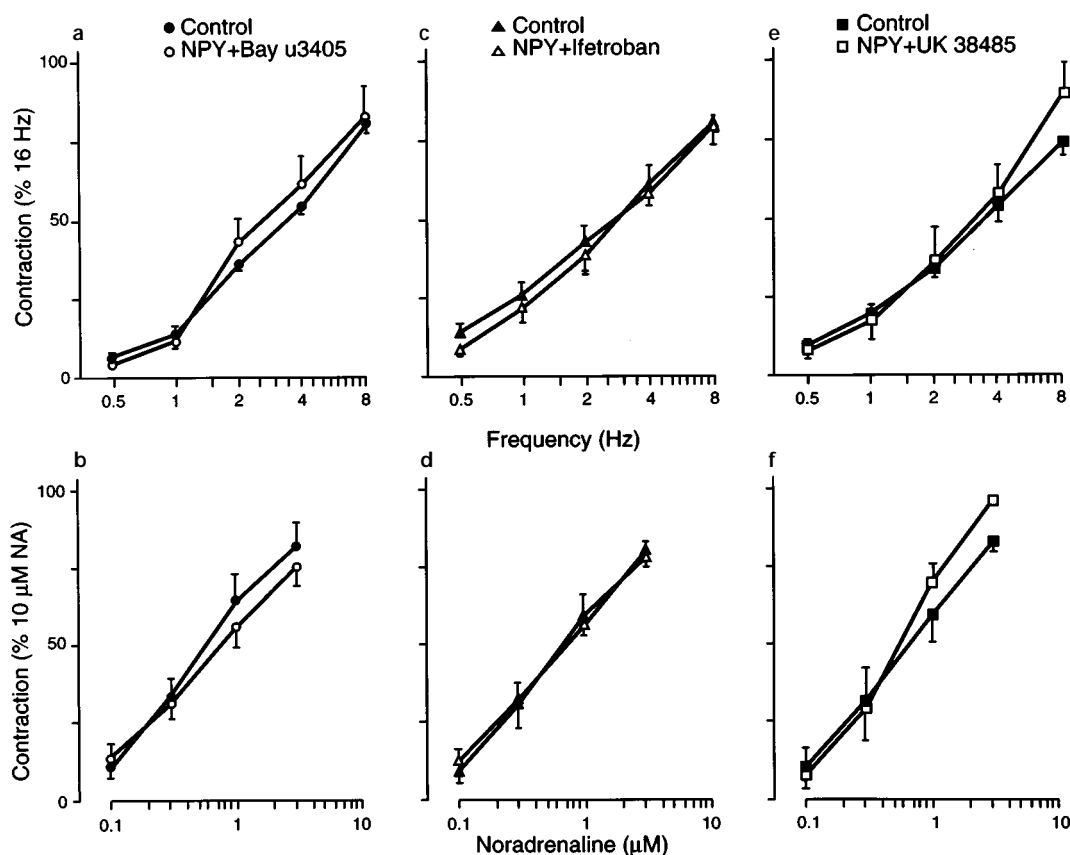 a
Control
NPY+Bay u3405
c
Control
NPY+Ifetroban
e
Control
NPY+UK 38485
Contraction (% 16 Hz)
100
50
0
0.5 1 2 4 8
0.5 1 2 4 8
0.5 1 2 4 8
Frequency (Hz)
b
d
f
Contraction (% 10 μM NA)
100
50
0
0.1 1 10
0.1 1 10
0.1 1 10
Noradrenaline (μM)